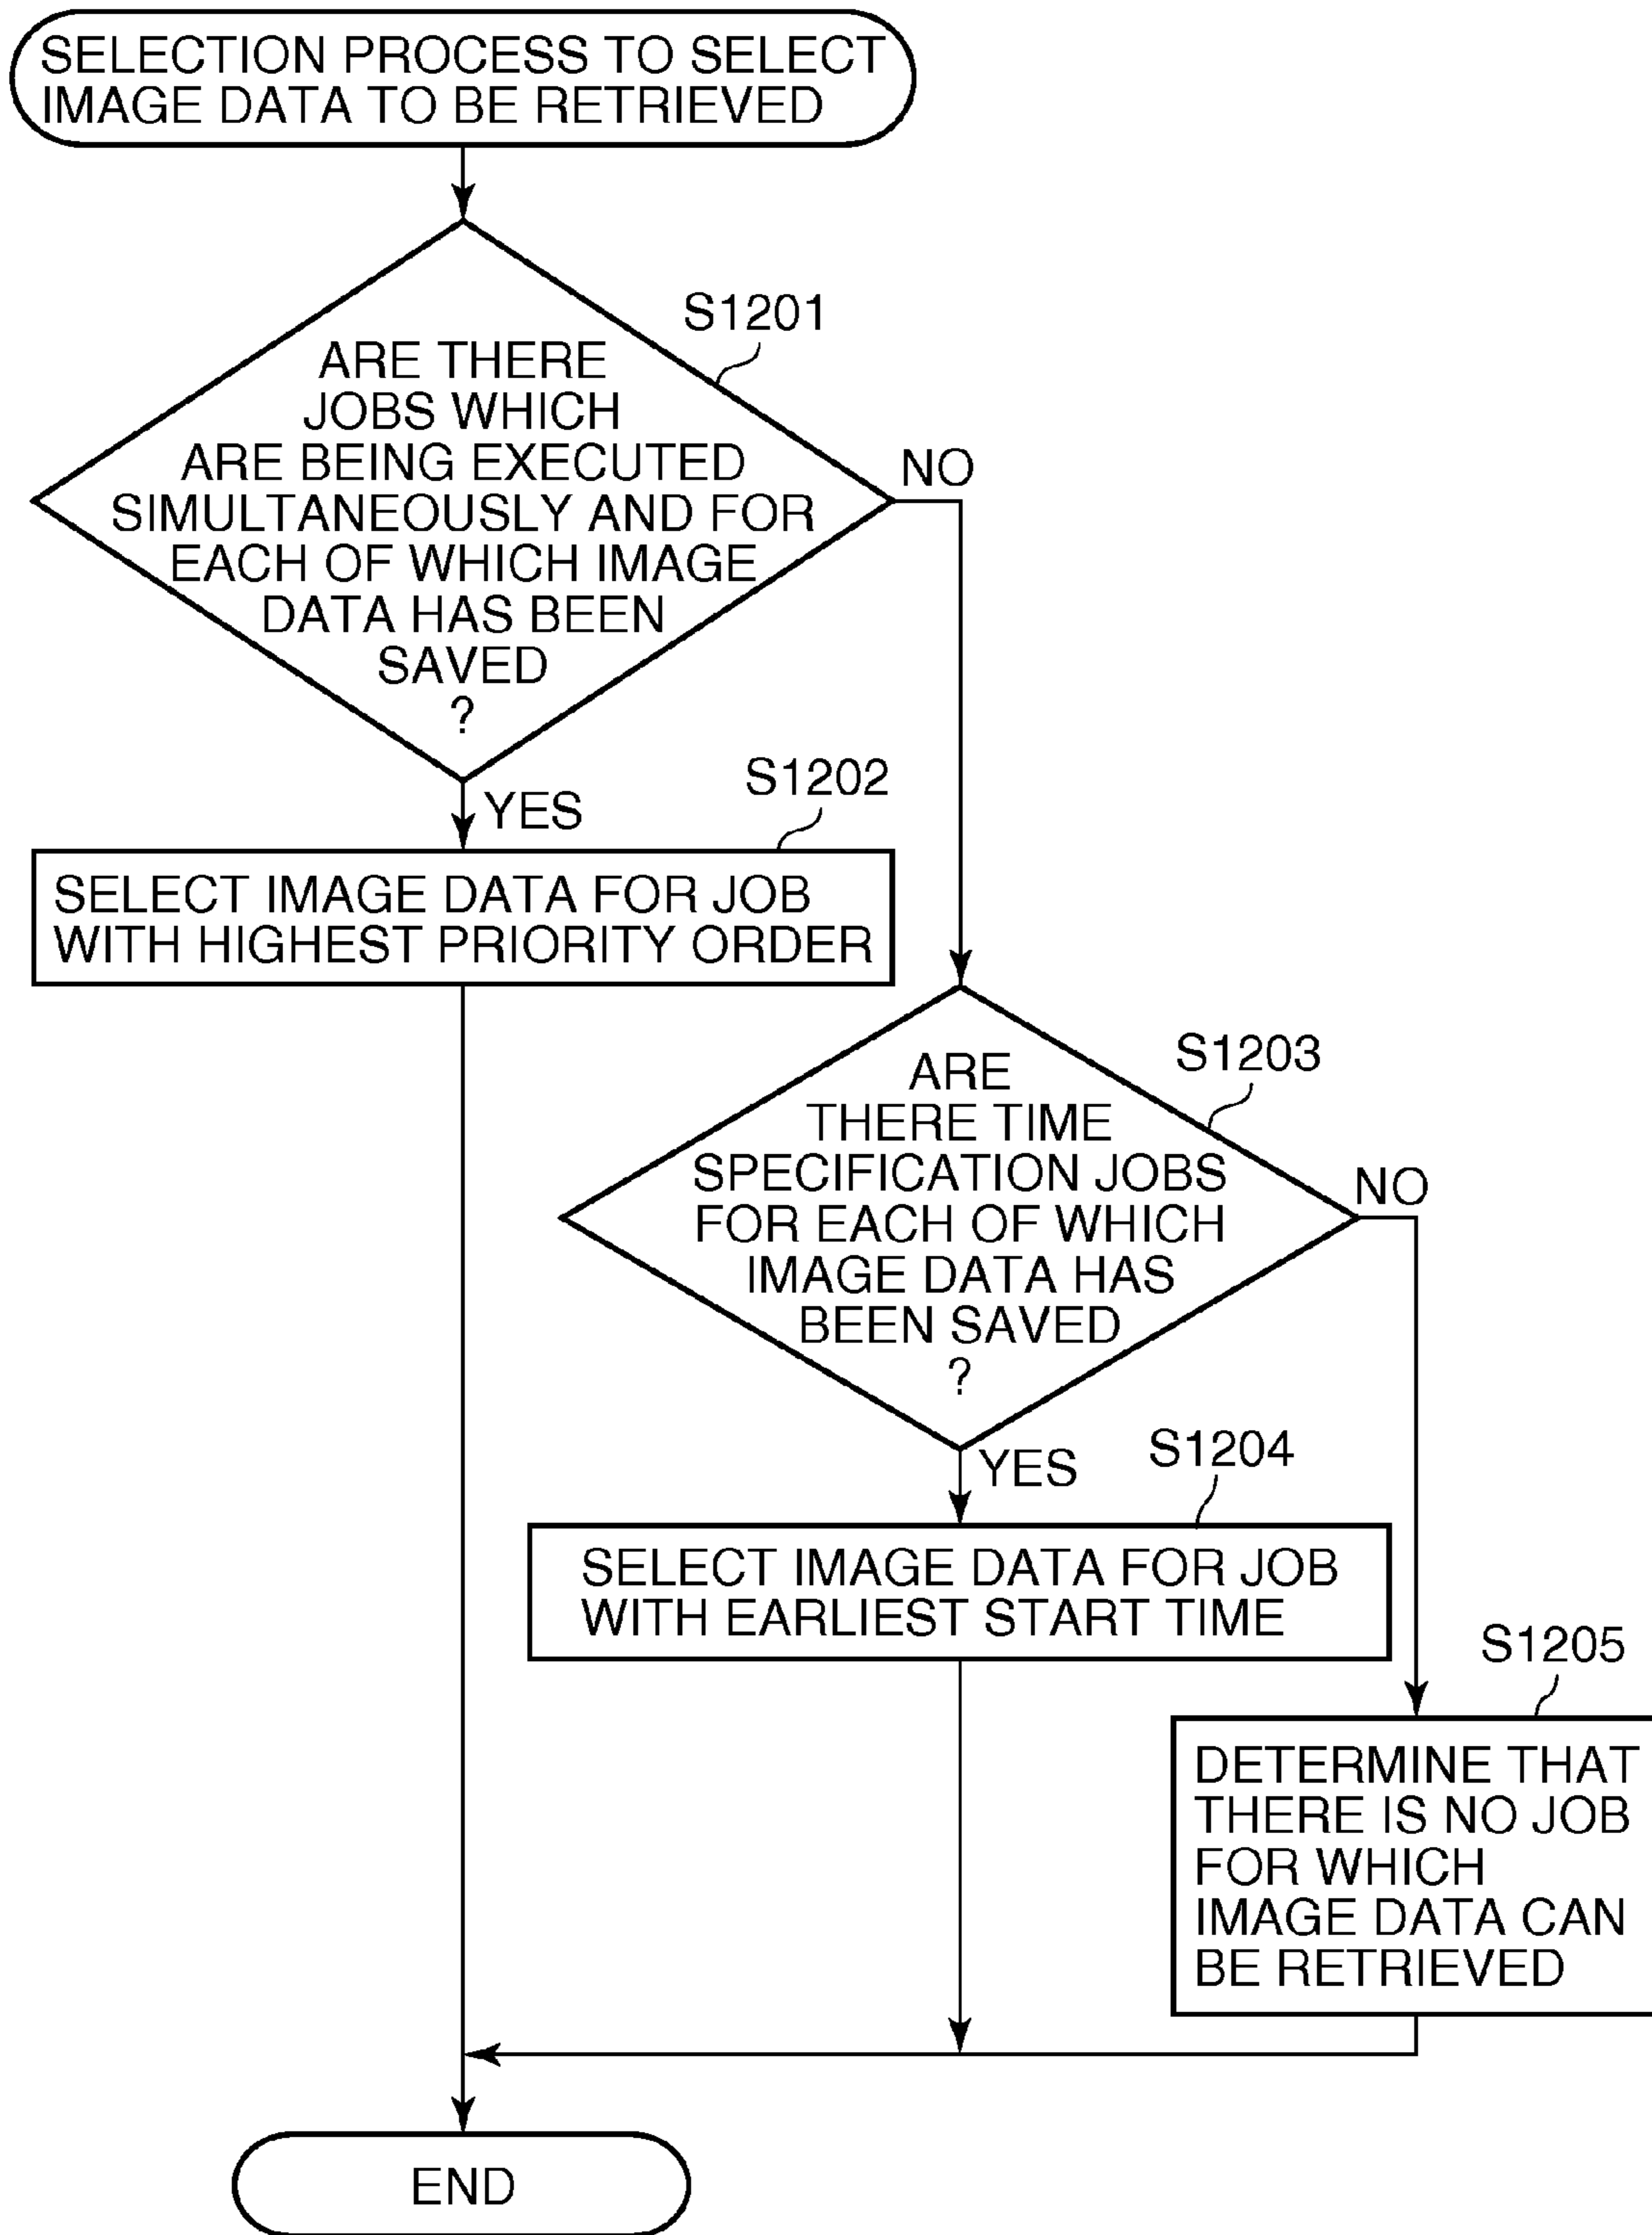 SELECTION PROCESS TO SELECT
IMAGE DATA TO BE RETRIEVED
S1201
ARE THERE
JOBS WHICH
ARE BEING EXECUTED
SIMULTANEOUSLY AND FOR
EACH OF WHICH IMAGE
DATA HAS BEEN
SAVED
?
NO
YES
S1202
SELECT IMAGE DATA FOR JOB
WITH HIGHEST PRIORITY ORDER
S1203
ARE
THERE TIME
SPECIFICATION JOBS
FOR EACH OF WHICH
IMAGE DATA HAS
BEEN SAVED
?
NO
YES
S1204
SELECT IMAGE DATA FOR JOB
WITH EARLIEST START TIME
S1205
DETERMINE THAT
THERE IS NO JOB
FOR WHICH
IMAGE DATA CAN
BE RETRIEVED
END